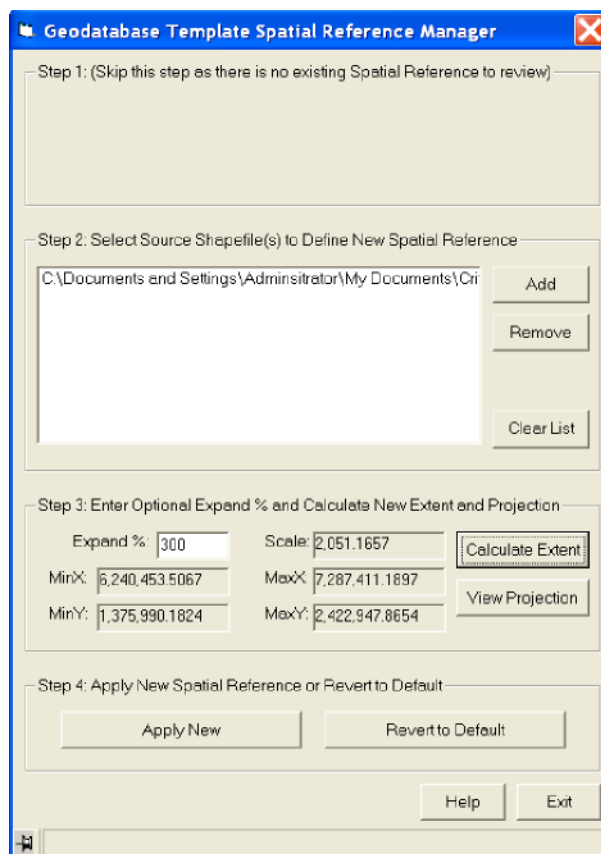 Geodatabase Template Spatial Reference Manager
Step 1: (Skip this step as there is no existing Spatial Reference to review)
Step 2: Select Source Shapefile(s) to Define New Spatial Reference
C:\Documents and Settings\Adminsitrator\My Documents\Cri
Add
Remove
Clear List
Step 3: Enter Optional Expand % and Calculate New Extent and Projection
Expand %: 300 Scale: 2,051.1657 Calculate Extent
MinX: 6,240,453.5067 MaxX: 7,287,411.1897
View Projection
MinY: 1,375,990.1824 MaxY: 2,422,947.8654
Step 4: Apply New Spatial Reference or Revert to Default
Apply New Revert to Default
Help Exit